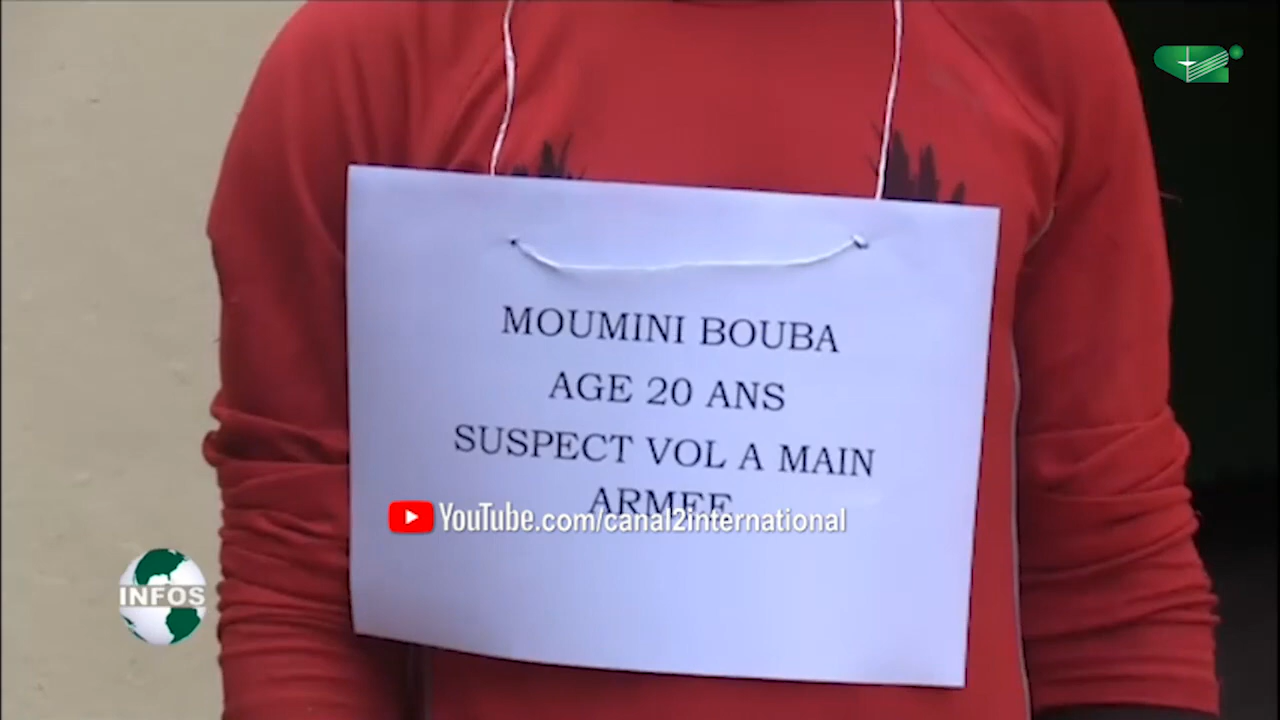 MOUMINI BOUBA
AGE 20 ANS
SUSPECT VOL A MAIN
ARMEE
YouTube.com/canal2international
INFOS